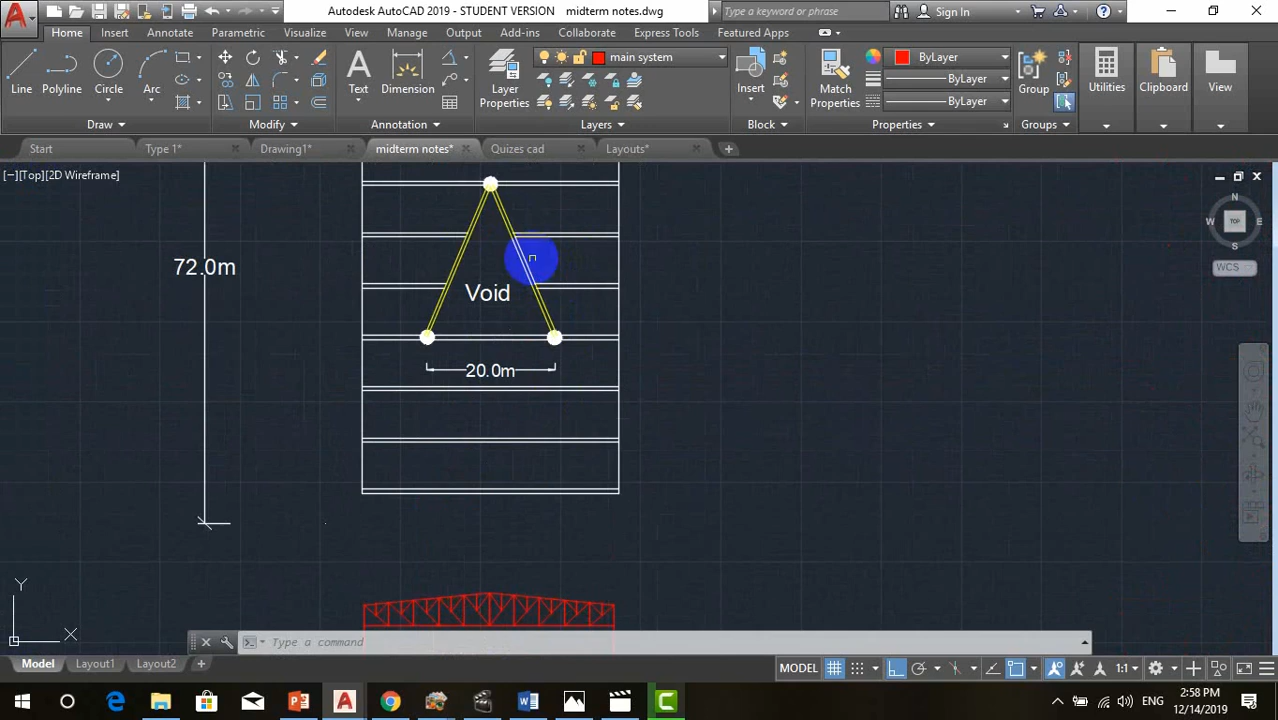 Autodesk AutoCAD 2019 - STUDENT VERSION midterm notes.dwg
Type a keyword or phrase
Sign In
Home Insert Annotate Parametric Visualize View Manage Output Add-ins Collaborate Express Tools Featured Apps
main system
ByLayer
ByLayer
ByLayer
Line Polyline Circle Arc Text Dimension Layer Properties Insert Match Properties Group Utilities Clipboard View
Draw Modify Annotation Layers Block Properties Groups
Start Type 1* Drawing1* midterm notes* Quizes cad Layouts*
[−][Top][2D Wireframe]
N
W TOP E
S
WCS
72.0m
Void
20.0m
Y
X
Type a command
Model Layout1 Layout2
MODEL 1:1
2:58 PM
12/14/2019